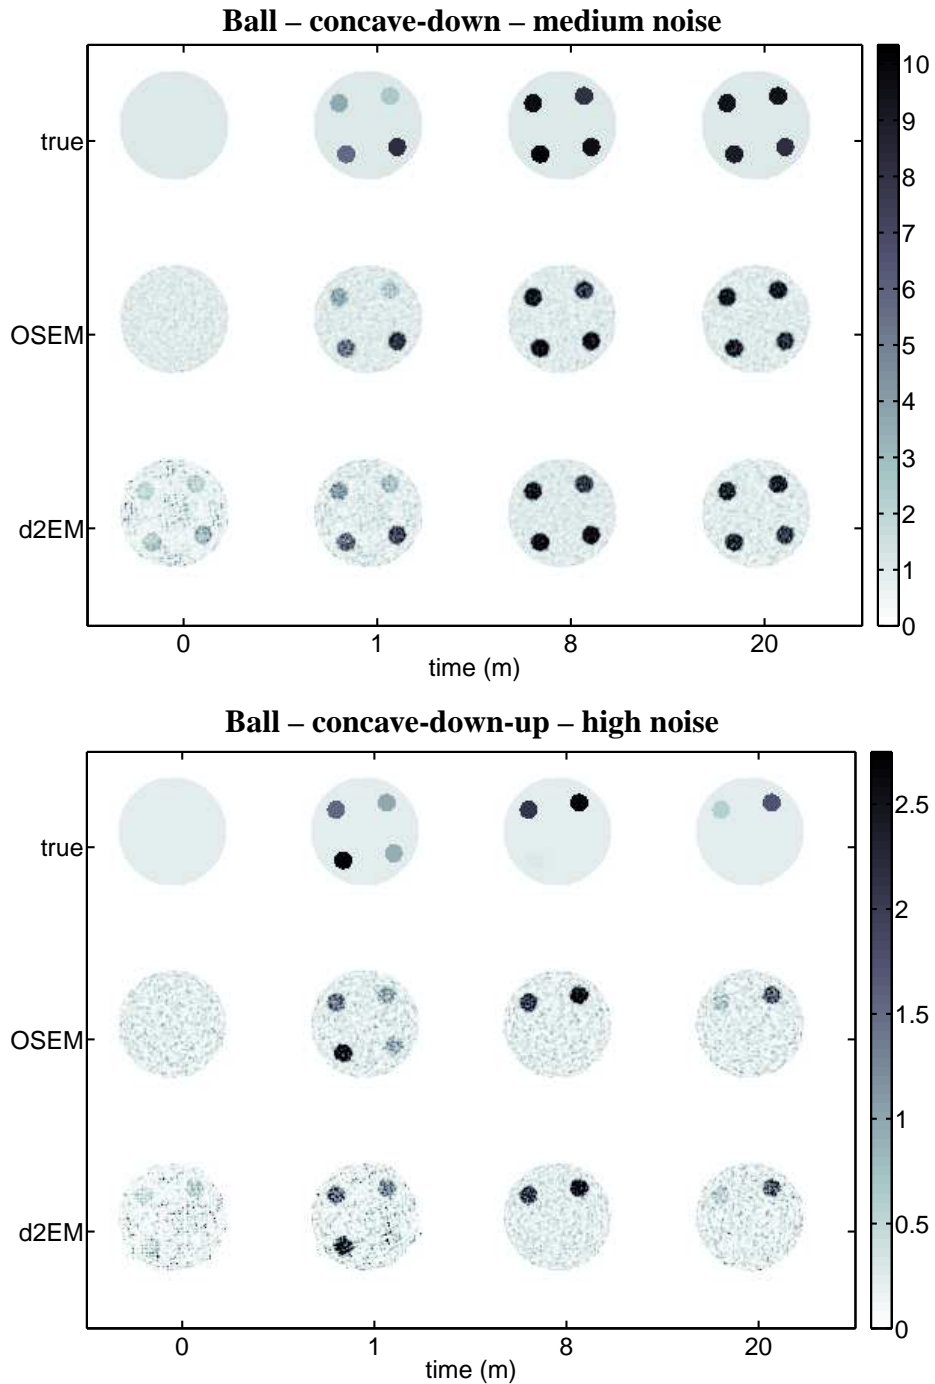 Ball – concave-down – medium noise
true
OSEM
d2EM
0 1 8 20
time (m)
10
9
8
7
6
5
4
3
2
1
0
Ball – concave-down-up – high noise
true
OSEM
d2EM
0 1 8 20
time (m)
2.5
2
1.5
1
0.5
0